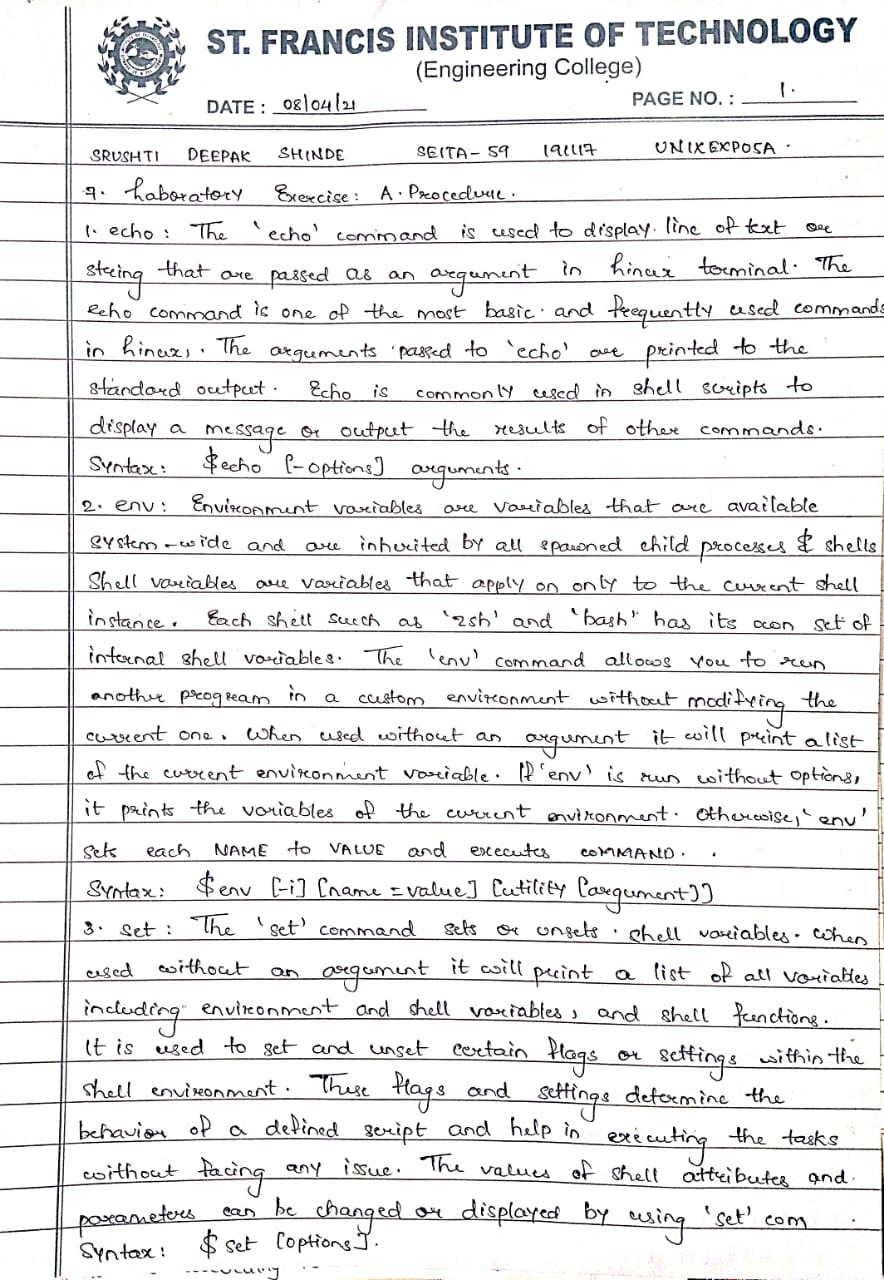 ST. FRANCIS INSTITUTE OF TECHNOLOGY
(Engineering College)
DATE : 08/04/21 PAGE NO. : 1.
SRUSHTI DEEPAK SHINDE SEITA-59 191117 UNIXEXP05A.
9. Laboratory Exercise: A. Procedure.
1. echo: The 'echo' command is used to display line of text or
string that are passed as an argument in Linux terminal. The
echo command is one of the most basic and frequently used commands
in Linux,. The arguments passed to 'echo' are printed to the
standard output. Echo is commonly used in shell scripts to
display a message or output the results of other commands.
Syntax: $echo [-options] arguments.
2. env: Environment variables are variables that are available
system-wide and are inherited by all spawned child processes & shells
Shell variables are variables that apply on only to the current shell
instance. Each shell such as 'zsh' and 'bash" has its own set of
internal shell variables. The 'env' command allows you to run
another program in a custom environment without modifying the
current one. When used without an argument it will print a list
of the current environment variable. If 'env' is run without options,
it prints the variables of the current environment. Otherwise, 'env'
sets each NAME to VALUE and executes COMMAND.
Syntax: $env [-i] [name=value] [utility [argument]]
3. set: The 'set' command sets or unsets shell variables. When
used without an argument it will print a list of all variables
including environment and shell variables, and shell functions.
It is used to set and unset certain flags or settings within the
shell environment. These flags and settings determine the
behavior of a defined script and help in executing the tasks
without facing any issue. The values of shell attributes and
parameters can be changed or displayed by using 'set' com
Syntax: $ set [options].